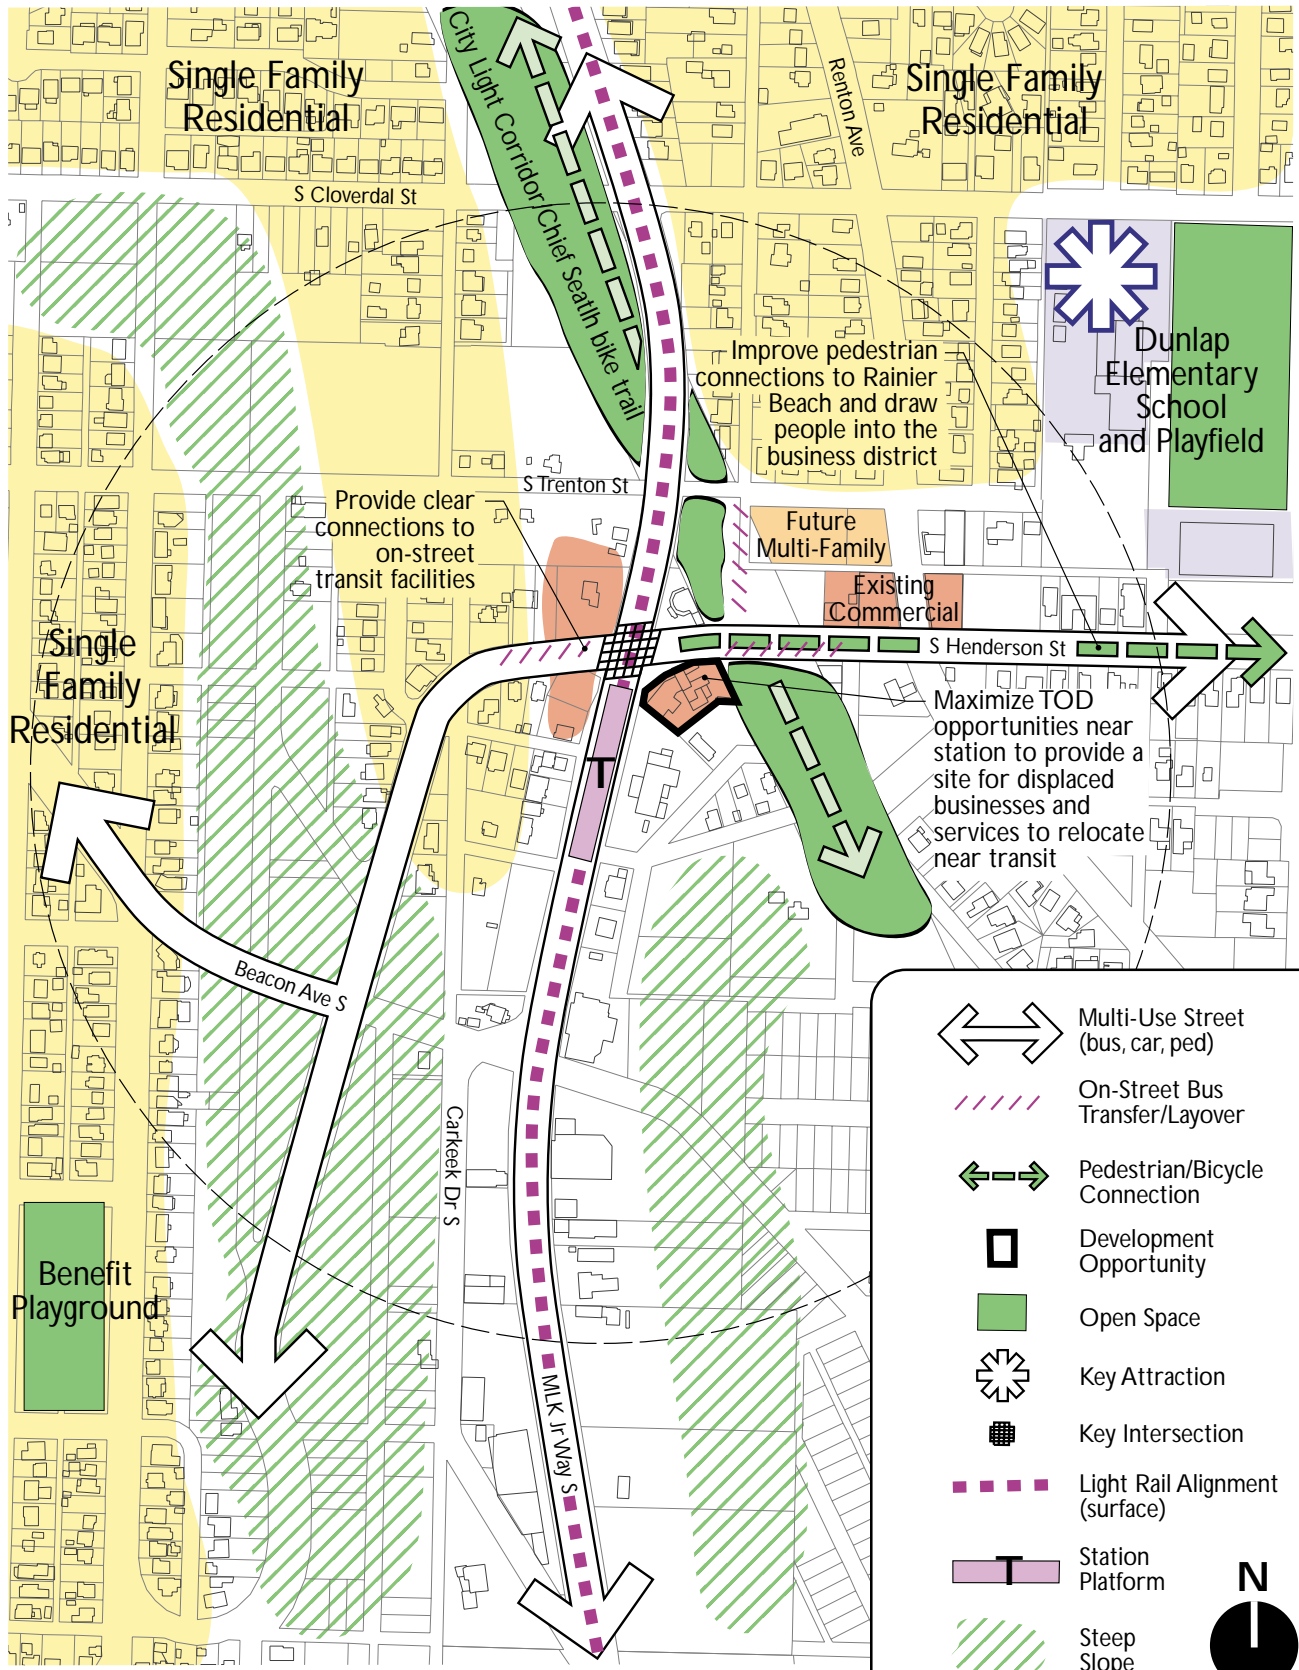 Single Family
Residential
City Light Corridor/Chief Seatlh bike trail
Renton Ave
Single Family
Residential
S Cloverdal St
Dunlap
Elementary
School
and Playfield
Improve pedestrian
connections to Rainier
Beach and draw
people into the
business district
S Trenton St
Provide clear
connections to
on-street
transit facilities
Future
Multi-Family
Existing
Commercial
Single
Family
Residential
S Henderson St
Maximize TOD
opportunities near
station to provide a
site for displaced
businesses and
services to relocate
near transit
T
Beacon Ave S
Carkeek Dr S
Benefit
Playground
MLK Jr Way S
Multi-Use Street
(bus, car, ped)
On-Street Bus
Transfer/Layover
Pedestrian/Bicycle
Connection
Development
Opportunity
Open Space
Key Attraction
Key Intersection
Light Rail Alignment
(surface)
T
Station
Platform
N
Steep
Slope